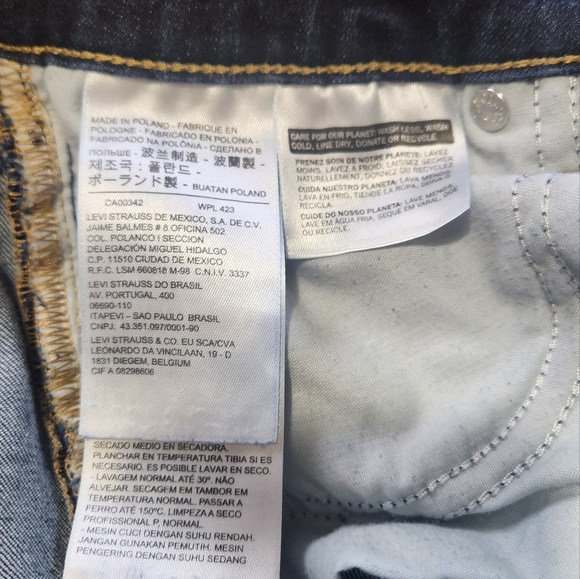 MADE IN POLAND - FABRIQUE EN
POLOGNE - FABRICADO EN POLONIA -
FABRICADO NA POLÓNIA - СДЕЛАНО В
ПОЛЬШЕ - 波兰制造 - 波蘭製 -
제조국: 폴란드 -
ポーランド製 - BUATAN POLAND
CA00342 WPL 423
LEVI STRAUSS DE MEXICO, S.A. DE C.V.
JAIME BALMES # 8 OFICINA 502
COL. POLANCO I SECCION
DELEGACIÓN MIGUEL HIDALGO
C.P. 11510 CIUDAD DE MEXICO
R.F.C. LSM 660818 M-98 C.N.I.V. 3337
LEVI STRAUSS DO BRASIL
AV. PORTUGAL, 400
06690-110
ITAPEVI - SAO PAULO BRASIL
CNPJ: 43.351.097/0001-90
LEVI STRAUSS & CO. EU SCA/CVA
LEONARDO DA VINCILAAN, 19 - D
1831 DIEGEM, BELGIUM
CIF A 08298606
SECADO MEDIO EN SECADORA.
PLANCHAR EN TEMPERATURA TIBIA SI ES
NECESARIO. ES POSIBLE LAVAR EN SECO.
- LAVAGEM NORMAL ATÉ 30º. NÃO
ALVEJAR. SECAGEM EM TAMBOR EM
TEMPERATURA NORMAL. PASSAR A
FERRO ATÉ 150ºC. LIMPEZA A SECO
PROFISSIONAL P, NORMAL.
- MESIN CUCI DENGAN SUHU RENDAH.
JANGAN GUNAKAN PEMUTIH. MESIN
PENGERING DENGAN SUHU SEDANG
CARE FOR OUR PLANET: WASH LESS, WASH
COLD, LINE DRY, DONATE OR RECYCLE.
PRENEZ SOIN DE NOTRE PLANÈTE: LAVEZ
MOINS, LAVEZ À FROID, LAISSEZ SÉCHER
NATURELLEMENT, DONNEZ OU RECYCLEZ
CUIDA NUESTRO PLANETA: LAVA MENOS,
LAVA EN FRÍO, TIENDE LA ROPA, DONA O
RECICLA.
CUIDE DO NOSSO PLANETA: LAVE MENOS,
LAVE EM ÁGUA FRIA, SEQUE EM VARAL, DOE
OU RECICLE.